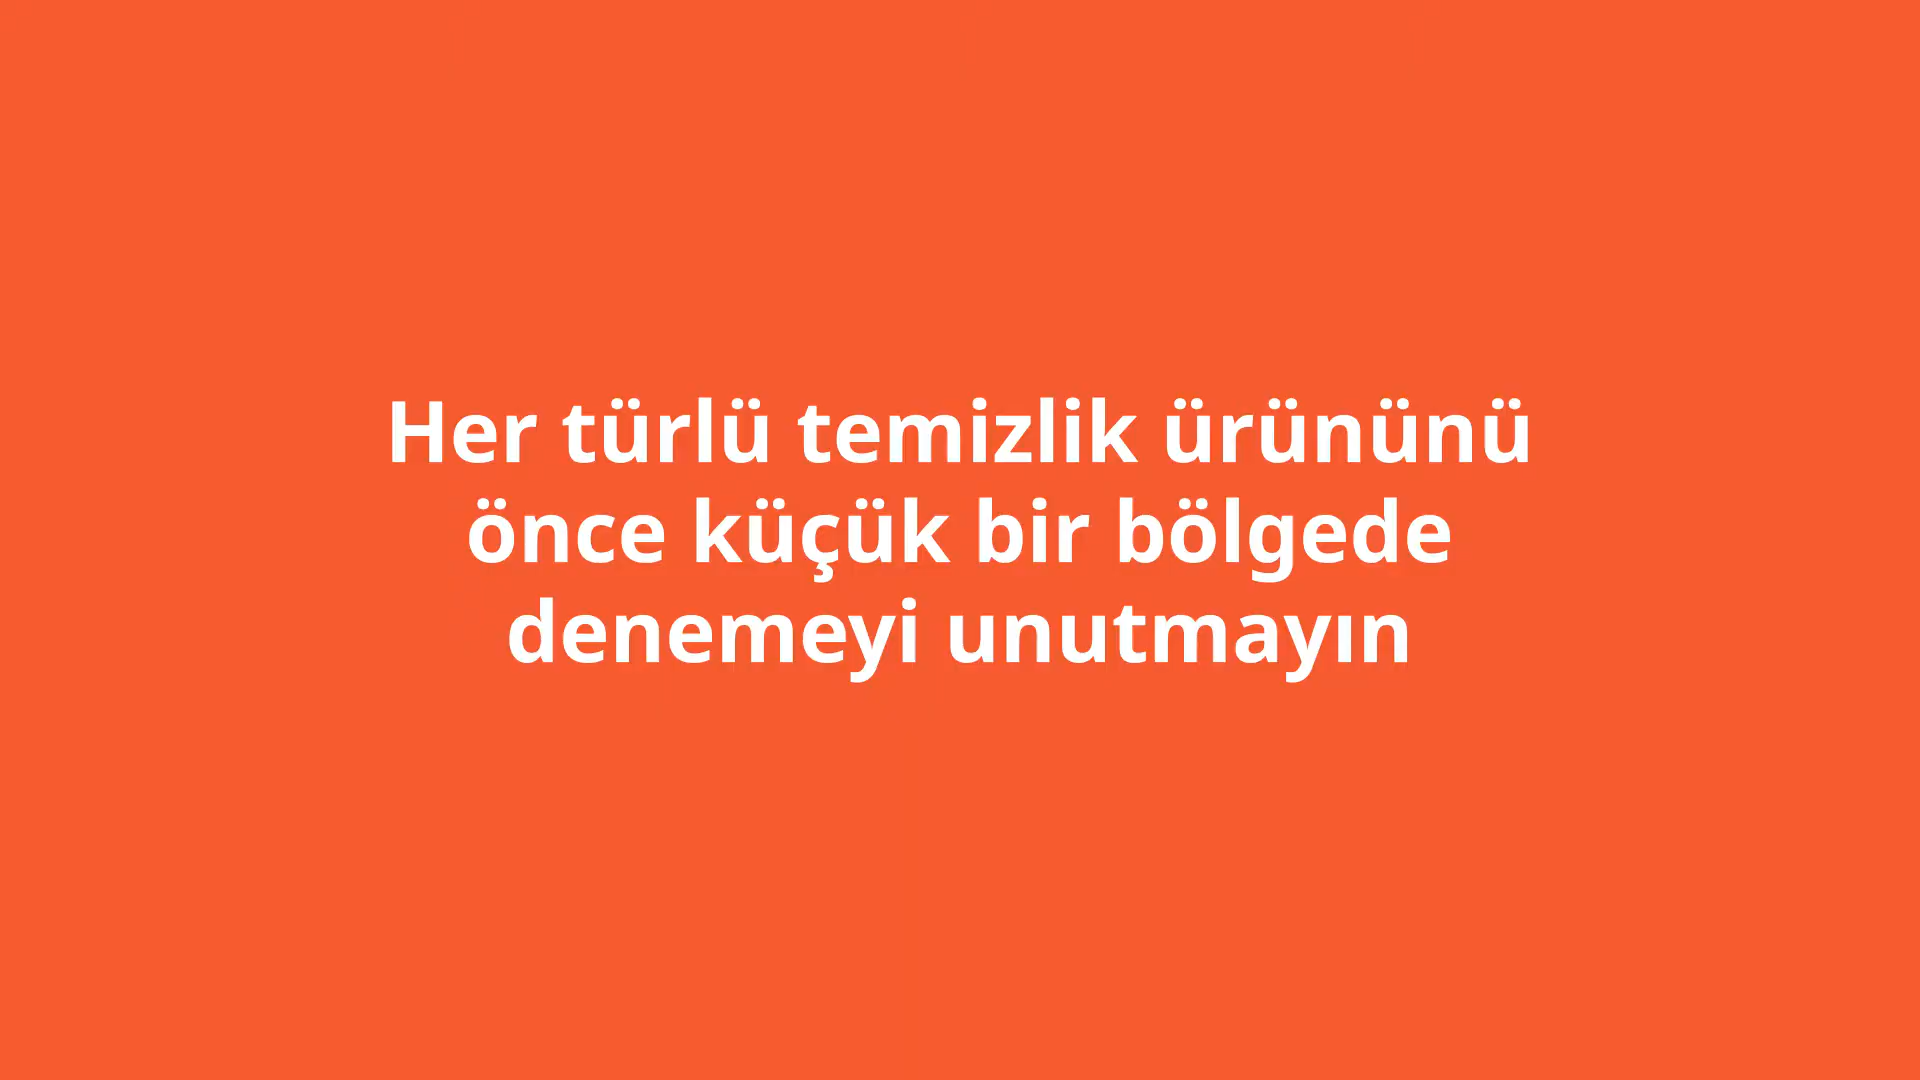 Her türlü temizlik ürününü
önce küçük bir bölgede
denemeyi unutmayın